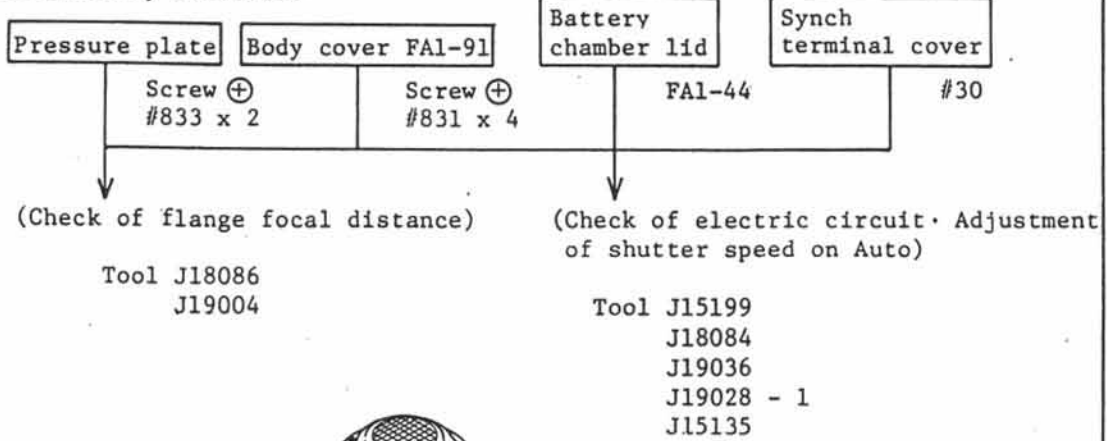 Battery
Synch
Pressure plate
Body cover FA1-91
chamber lid
terminal cover
Screw ⊕
#833 x 2
Screw ⊕
#831 x 4
FA1-44
#30
(Check of flange focal distance)
Tool J18086
J19004
(Check of electric circuit· Adjustment
of shutter speed on Auto)
Tool J15199
J18084
J19036
J19028 - 1
J15135